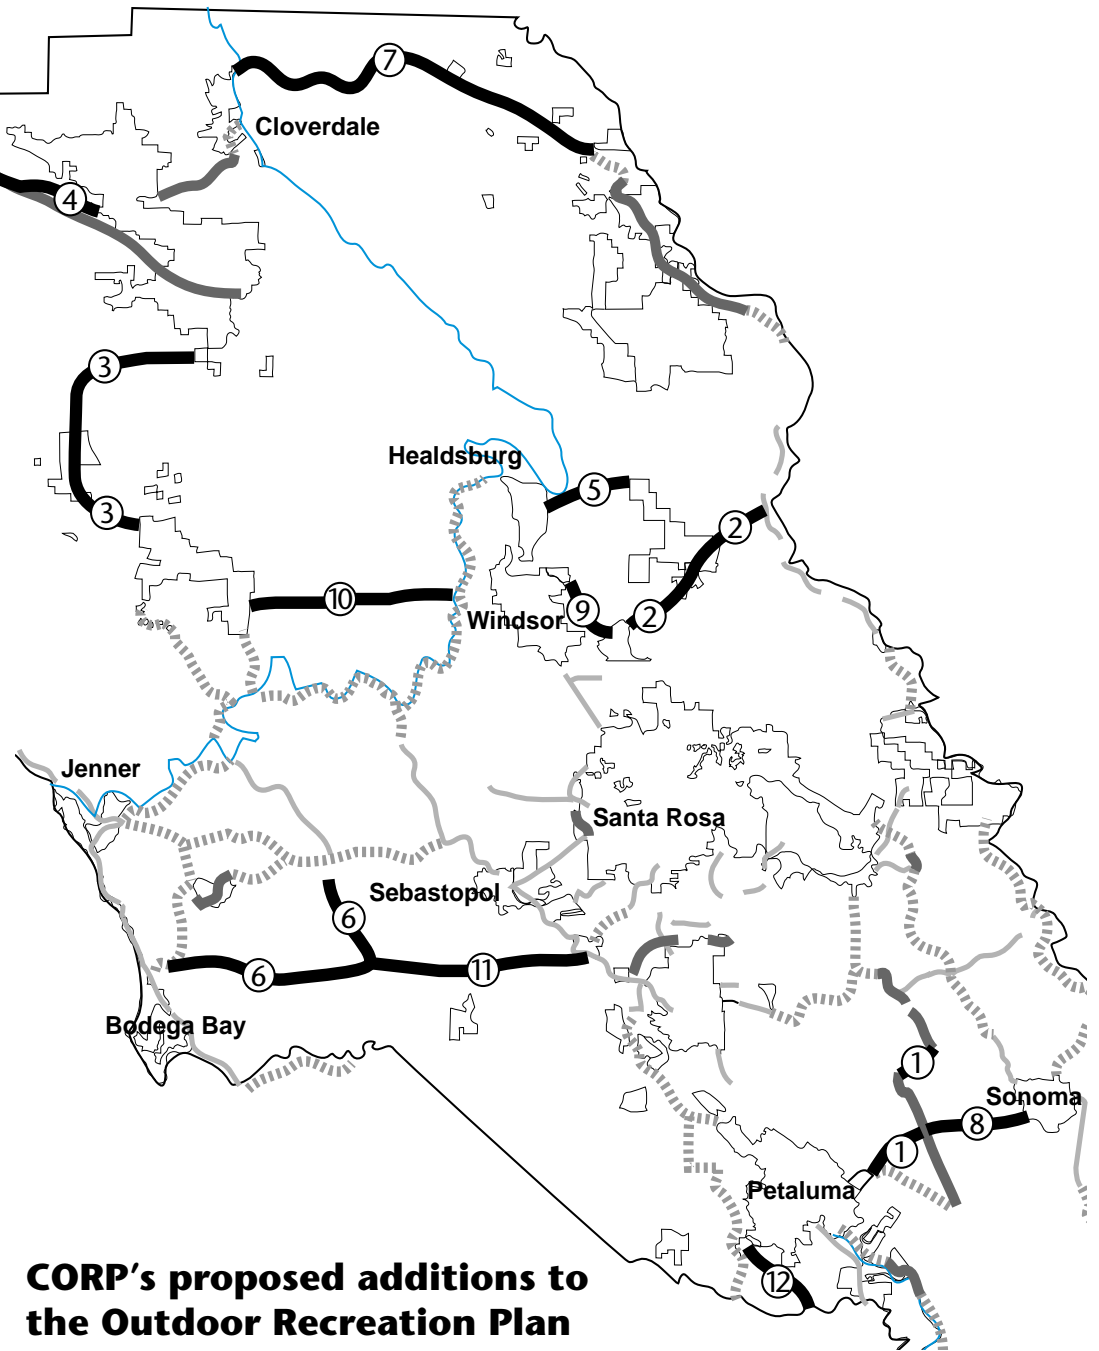 7
Cloverdale
4
3
Healdsburg
5
3
2
10
9
2
Windsor
Jenner
Santa Rosa
Sebastopol
6
6
11
Bodega Bay
1
Sonoma
8
1
Petaluma
12
CORP's proposed additions to
the Outdoor Recreation Plan